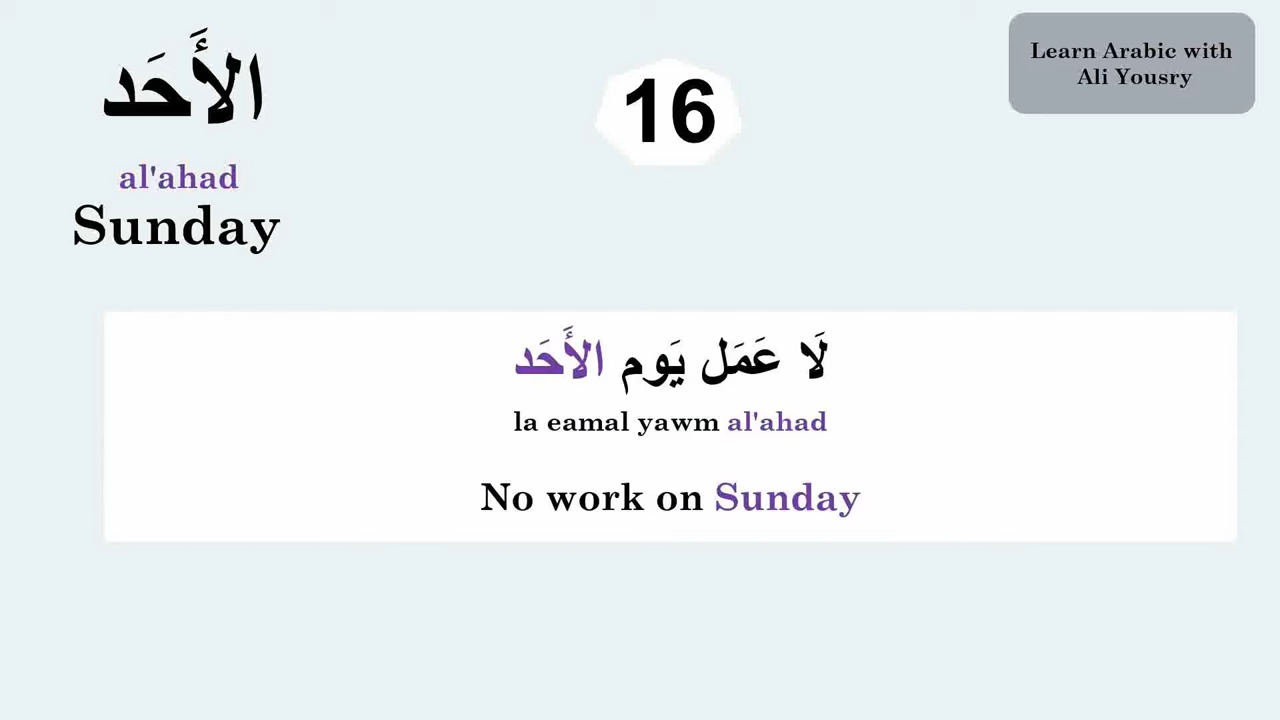 الأَحَد
al'ahad
Sunday
16
Learn Arabic with
Ali Yousry
لَا عَمَل يَوم الأَحَد
la eamal yawm al'ahad
No work on Sunday